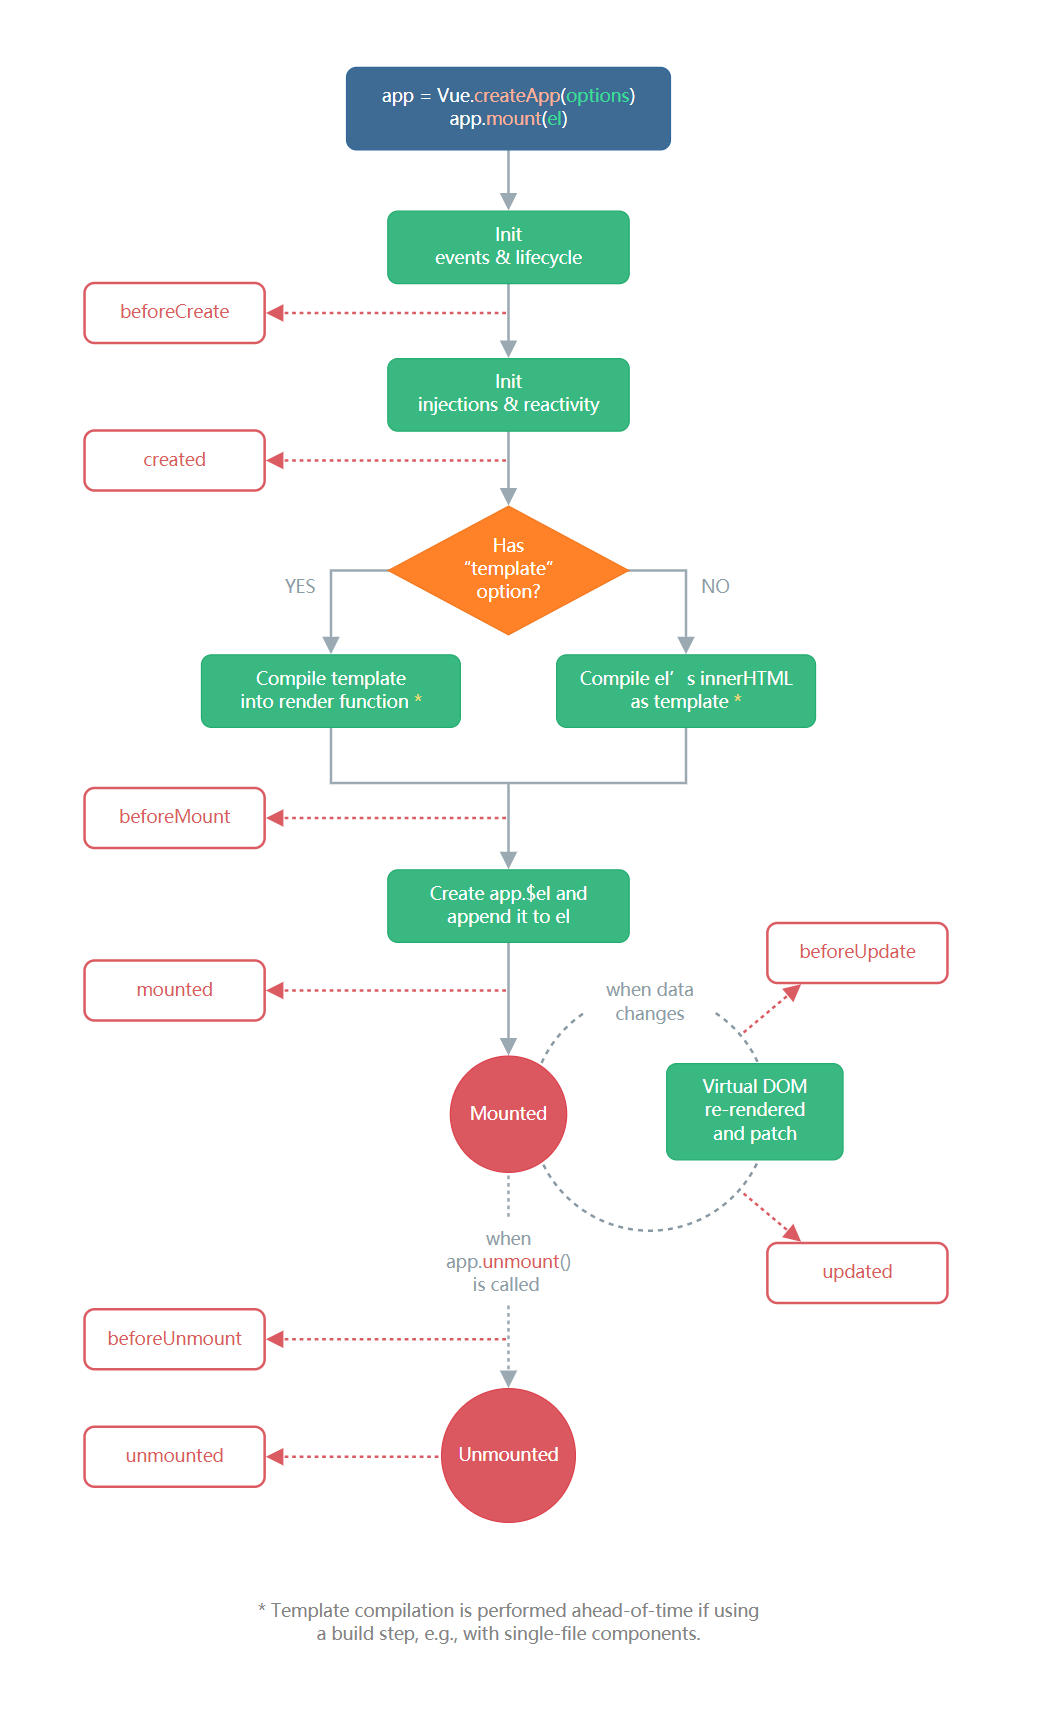 app = Vue.createApp(options)
app.mount(el)
Init
events & lifecycle
beforeCreate
Init
injections & reactivity
created
Has
“template“
option?
YES
NO
Compile template
into render function *
Compile el’s innerHTML
as template *
beforeMount
Create app.$el and
append it to el
mounted
beforeUpdate
when data
changes
Mounted
Virtual DOM
re-rendered
and patch
when
app.unmount()
is called
updated
beforeUnmount
unmounted
Unmounted
* Template compilation is performed ahead-of-time if using
a build step, e.g., with single-file components.